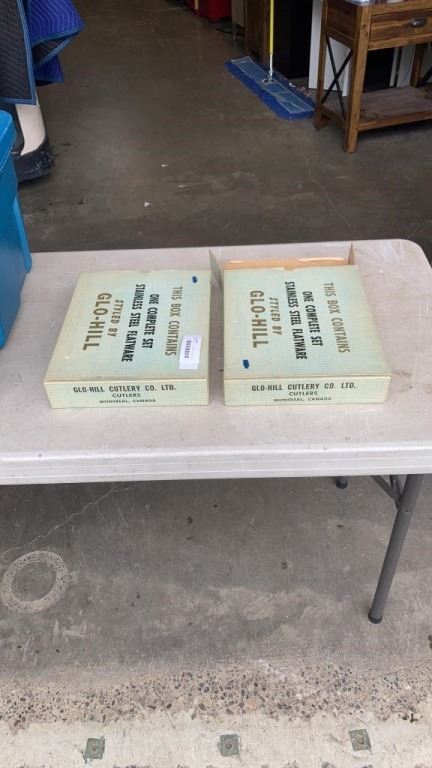 THIS BOX CONTAINS
ONE COMPLETE SET
STAINLESS STEEL FLATWARE
STYLED BY
GLO-HILL
GLO-HILL CUTLERY CO. LTD.
CUTLERS
MONTREAL, CANADA
THIS BOX CONTAINS
ONE COMPLETE SET
STAINLESS STEEL FLATWARE
STYLED BY
GLO-HILL
GLO-HILL CUTLERY CO. LTD.
CUTLERS
MONTREAL, CANADA